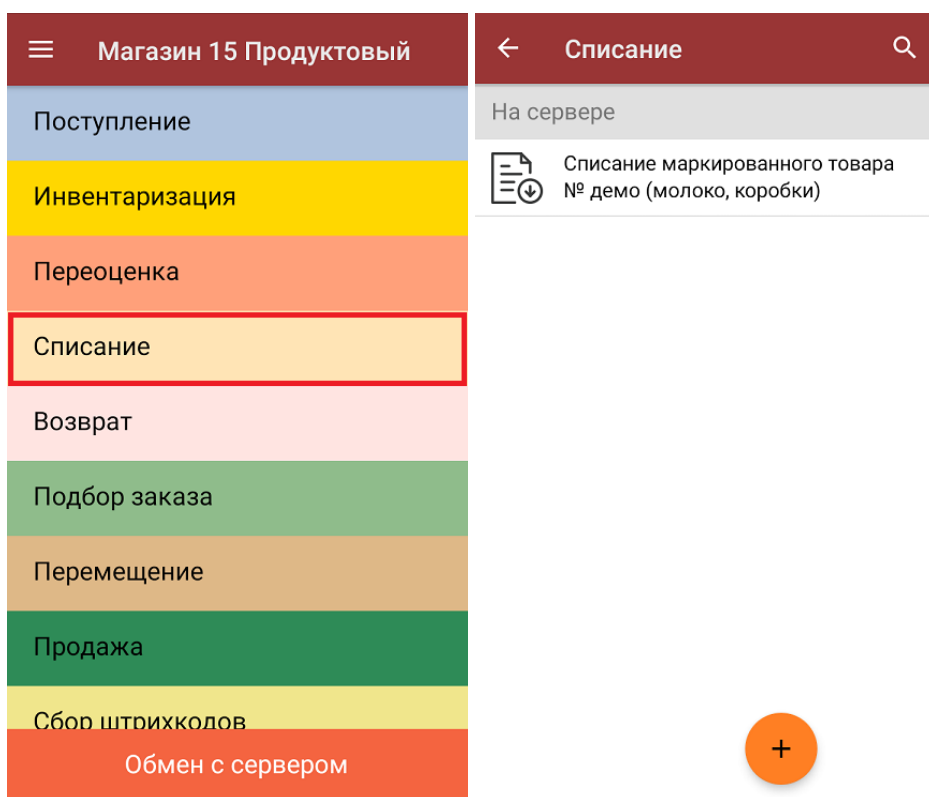 Магазин 15 Продуктовый
Поступление
Инвентаризация
Переоценка
Списание
Возврат
Подбор заказа
Перемещение
Продажа
Сбор штрихкодов
Обмен с сервером
Списание
На сервере
Списание маркированного товара
№ демо (молоко, коробки)
+